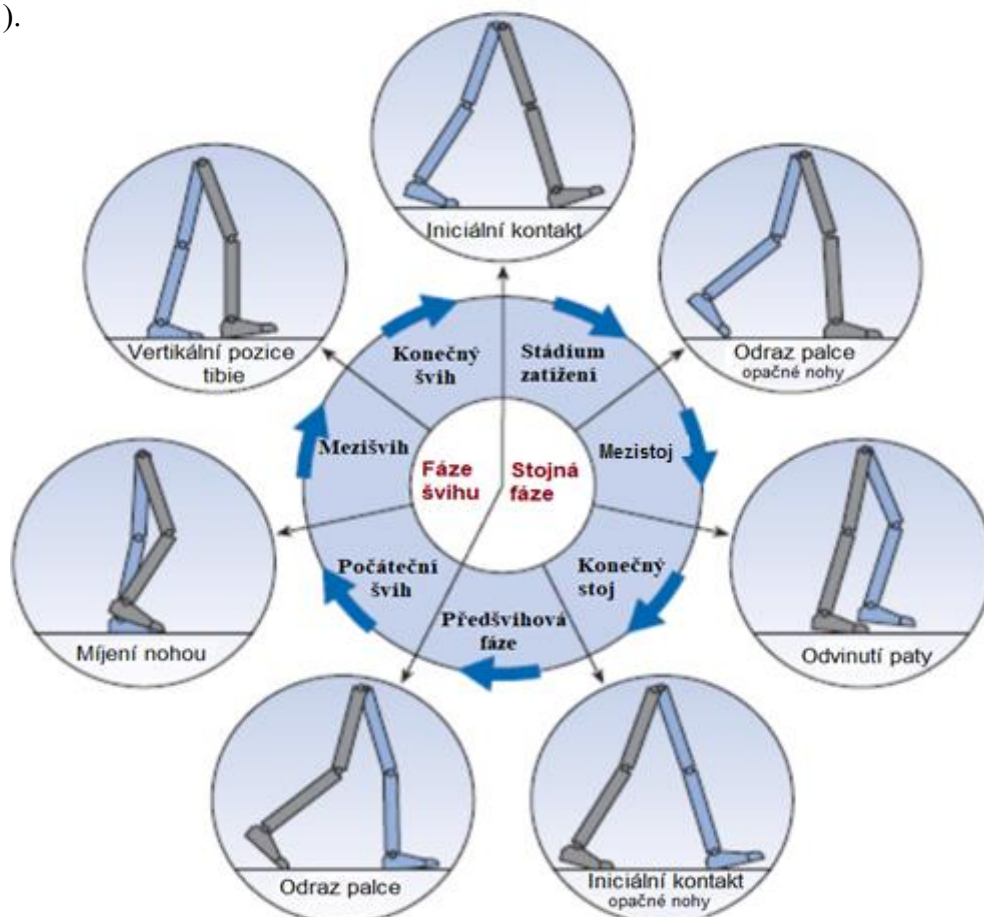 ).
Iniciální kontakt
Odraz palce
opačné nohy
Odvinutí paty
Iniciální kontakt
opačné nohy
Odraz palce
Míjení nohou
Vertikální pozice
tibie
Stádium
zatížení
Mezistoj
Konečný
stoj
Předšvihová
fáze
Počáteční
švih
Mezišvih
Konečný
švih
Fáze
švihu
Stojná
fáze